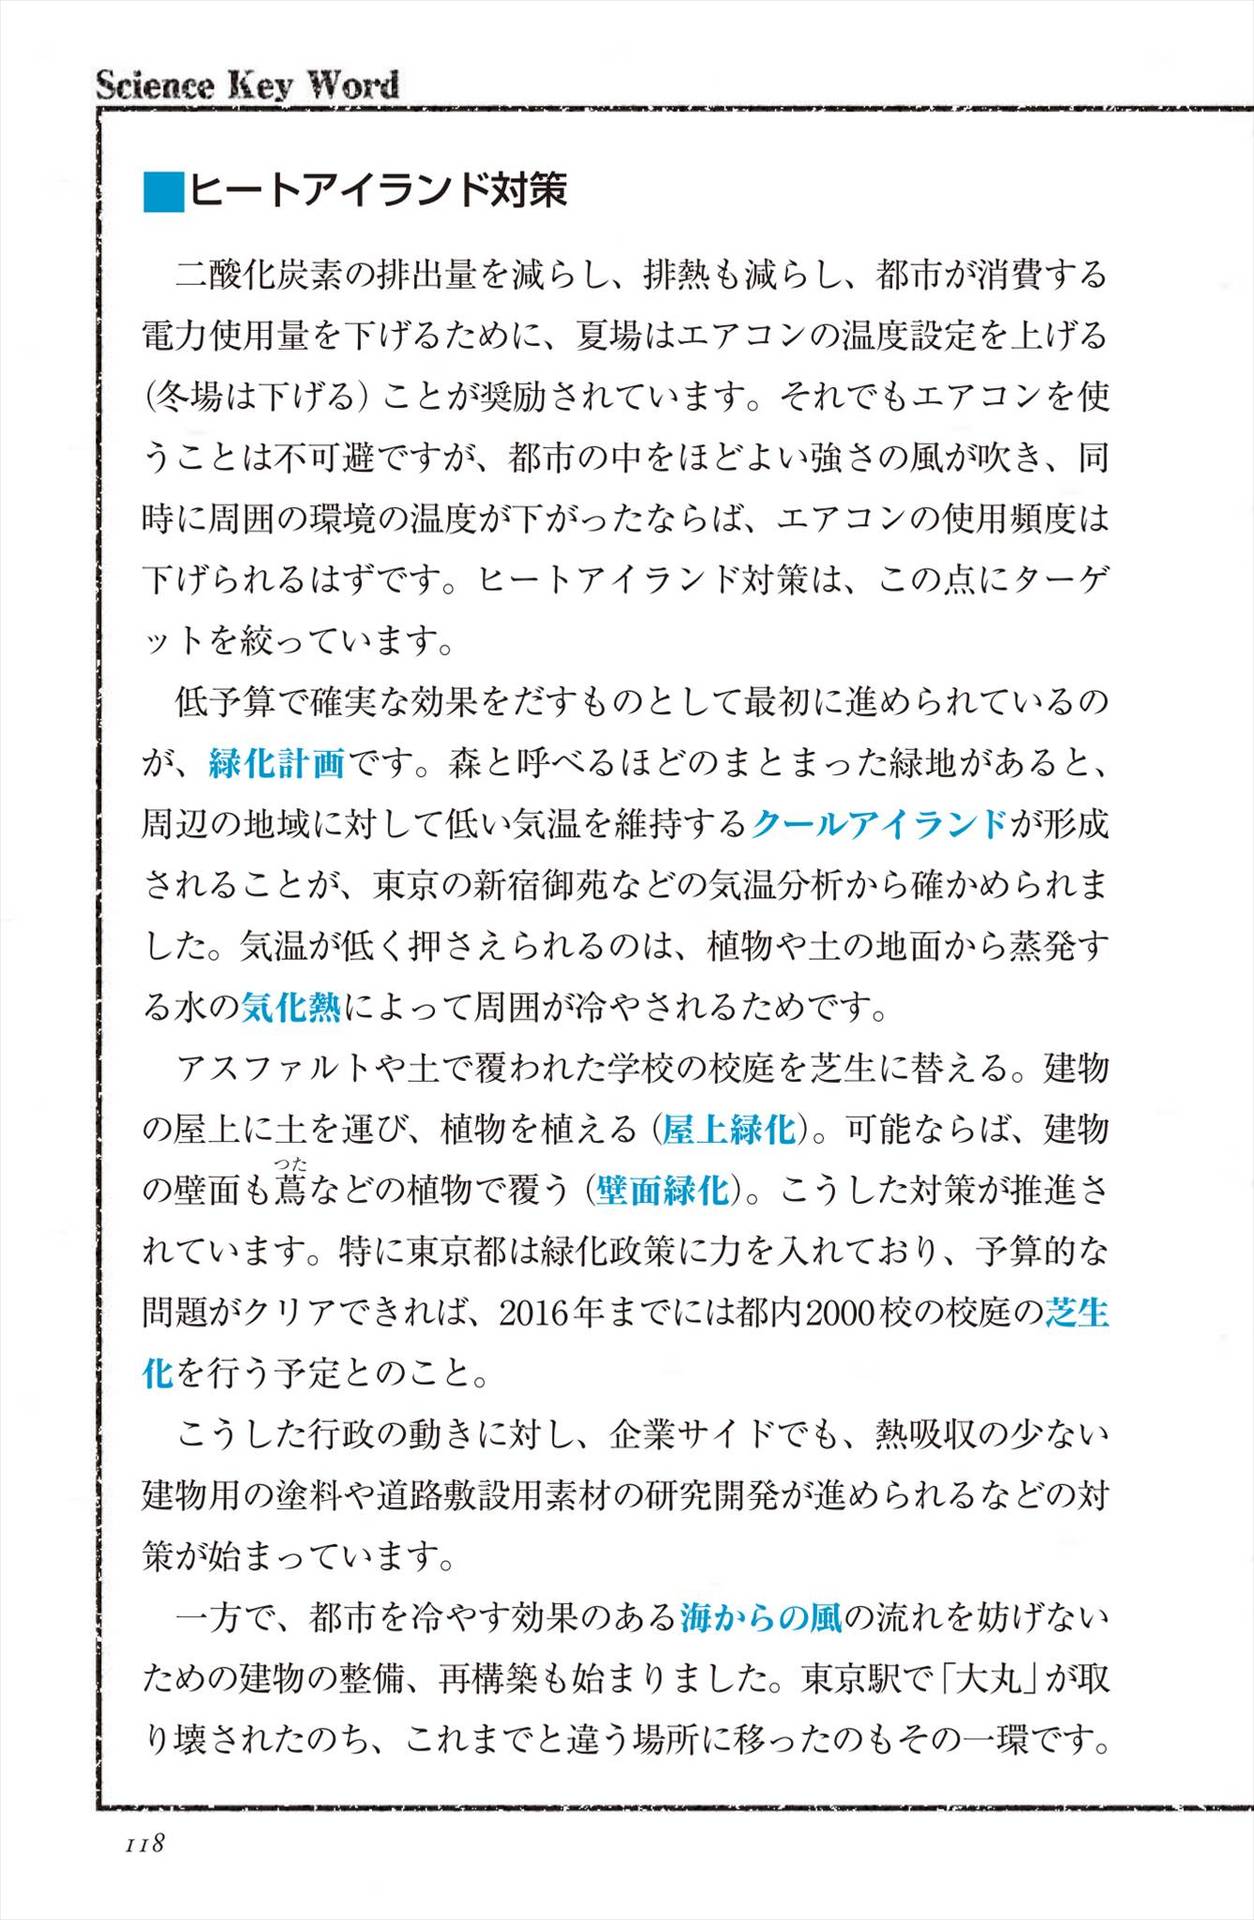 Science Key Word
■ヒートアイランド対策
二酸化炭素の排出量を減らし、排熱も減らし、都市が消費する
電力使用量を下げるために、夏場はエアコンの温度設定を上げる
（冬場は下げる）ことが奨励されています。それでもエアコンを使
うことは不可避ですが、都市の中をほどよい強さの風が吹き、同
時に周囲の環境の温度が下がったならば、エアコンの使用頻度は
下げられるはずです。ヒートアイランド対策は、この点にターゲ
ットを絞っています。
低予算で確実な効果をだすものとして最初に進められているの
が、緑化計画です。森と呼べるほどのまとまった緑地があると、
周辺の地域に対して低い気温を維持するクールアイランドが形成
されることが、東京の新宿御苑などの気温分析から確かめられま
した。気温が低く押さえられるのは、植物や土の地面から蒸発す
る水の気化熱によって周囲が冷やされるためです。
アスファルトや土で覆われた学校の校庭を芝生に替える。建物
の屋上に土を運び、植物を植える（屋上緑化）。可能ならば、建物
つた
の壁面も蔦などの植物で覆う（壁面緑化）。こうした対策が推進さ
れています。特に東京都は緑化政策に力を入れており、予算的な
問題がクリアできれば、2016年までには都内2000校の校庭の芝生
化を行う予定とのこと。
こうした行政の動きに対し、企業サイドでも、熱吸収の少ない
建物用の塗料や道路敷設用素材の研究開発が進められるなどの対
策が始まっています。
一方で、都市を冷やす効果のある海からの風の流れを妨げない
ための建物の整備、再構築も始まりました。東京駅で「大丸」が取
り壊されたのち、これまでと違う場所に移ったのもその一環です。
118